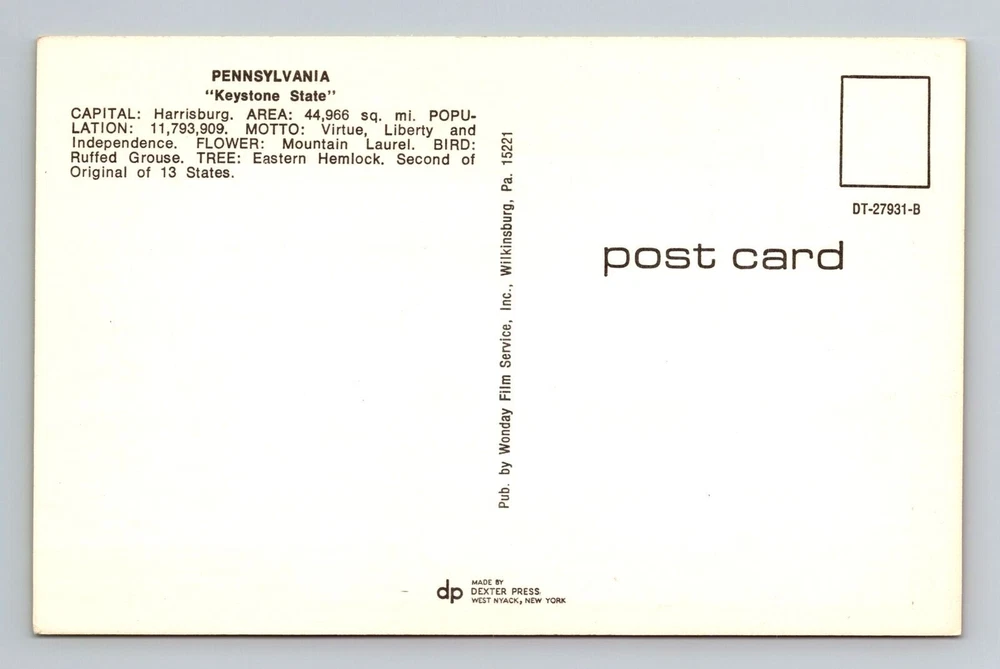 PENNSYLVANIA
"Keystone State"
CAPITAL: Harrisburg. AREA: 44,966 sq. mi. POPU-
LATION: 11,793,909. MOTTO: Virtue, Liberty and
Independence. FLOWER: Mountain Laurel. BIRD:
Ruffed Grouse. TREE: Eastern Hemlock. Second of
Original of 13 States.
Pub. by Wonday Film Service, Inc., Wilkinsburg, Pa. 15221
DT-27931-B
post card
dp
MADE BY
DEXTER PRESS
WEST NYACK, NEW YORK